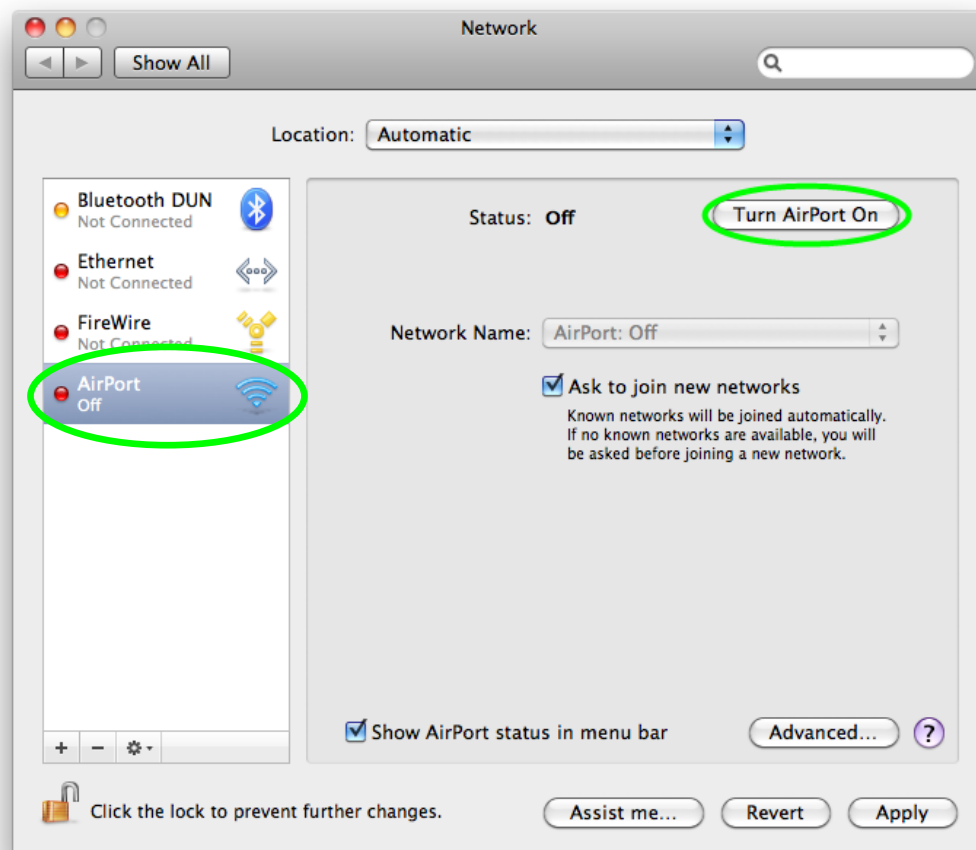 Network
Show All
Location: Automatic
Bluetooth DUN
Not Connected
Ethernet
Not Connected
FireWire
Not Connected
AirPort
Off
Status: Off
Turn AirPort On
Network Name: AirPort: Off
Ask to join new networks
Known networks will be joined automatically.
If no known networks are available, you will
be asked before joining a new network.
Show AirPort status in menu bar
Advanced...
?
Click the lock to prevent further changes.
Assist me...
Revert
Apply